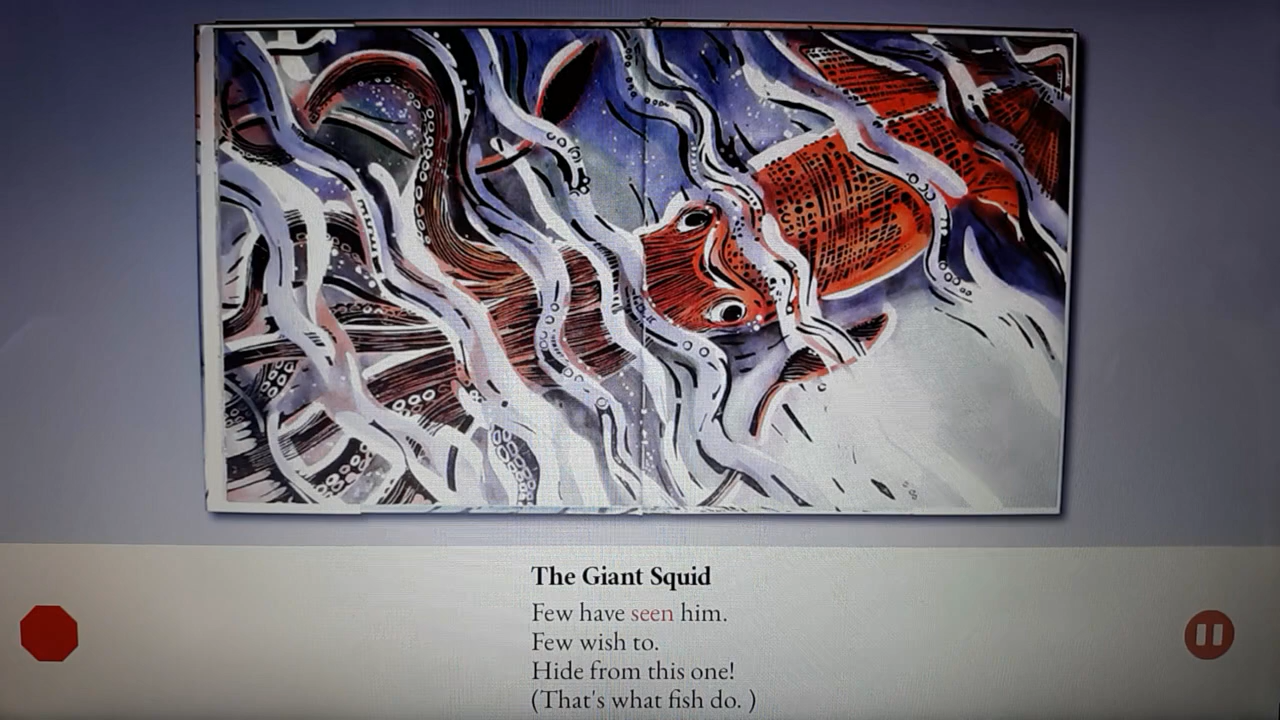 The Giant Squid
Few have seen him.
Few wish to.
Hide from this one!
(That's what fish do. )